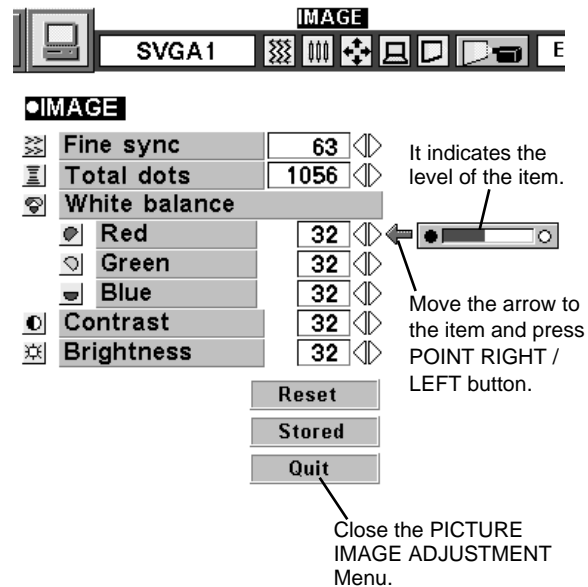 IMAGE
SVGA1
E
●IMAGE
Fine sync 63
Total dots 1056
White balance
Red 32
Green 32
Blue 32
Contrast 32
Brightness 32
Reset
Stored
Quit
It indicates the
level of the item.
Move the arrow to
the item and press
POINT RIGHT /
LEFT button.
Close the PICTURE
IMAGE ADJUSTMENT
Menu.